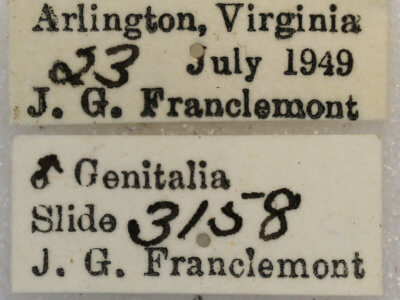 Arlington, Virginia
23 July 1949
J. G. Franclemont
♂ Genitalia
Slide 3158
J. G. Franclemont